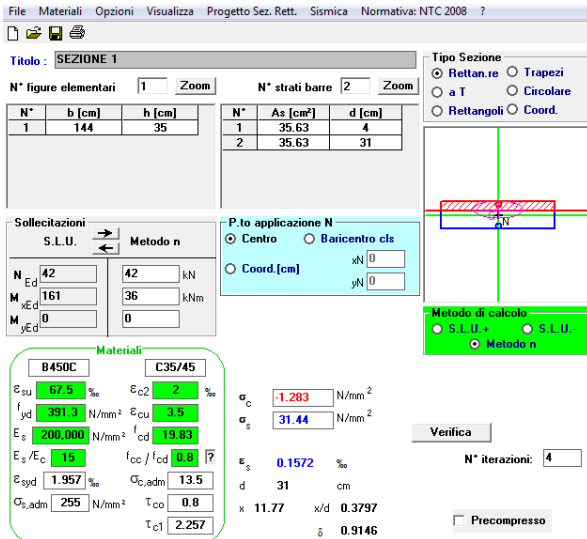 File Materiali Opzioni Visualizza Progetto Sez. Rett. Sismica Normativa: NTC 2008 ?
Titolo : SEZIONE 1
N° figure elementari 1 Zoom N° strati barre 2 Zoom
N° b [cm] h [cm]
1 144 35
N° As [cm²] d [cm]
1 35.63 4
2 35.63 31
Tipo Sezione
Rettan.re Trapezi
a T Circolare
Rettangoli Coord.
N
Sollecitazioni
S.L.U. Metodo n
N Ed 42 42 kN
M xEd 161 36 kNm
M yEd 0 0
P.to applicazione N
Centro Baricentro cls
Coord.[cm] xN 0
yN 0
Metodo di calcolo
S.L.U.+ S.L.U.-
Metodo n
Materiali
B450C C35/45
εsu 67.5 ‰ εc2 2 ‰
fyd 391.3 N/mm² εcu 3.5
Es 200,000 N/mm² fcd 19.83
Es /Ec 15 fcc / fcd 0.8 ?
εsyd 1.957 ‰ σc,adm 13.5
σs,adm 255 N/mm² τco 0.8
τc1 2.257
σc -1.283 N/mm²
σs 31.44 N/mm²
εs 0.1572 ‰
d 31 cm
x 11.77 x/d 0.3797
δ 0.9146
Verifica
N° iterazioni: 4
Precompresso